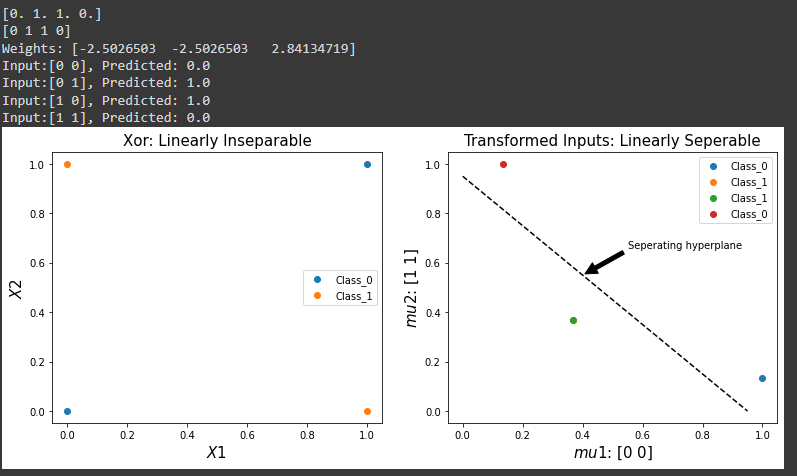 [0. 1. 1. 0.]
[0 1 1 0]
Weights: [-2.5026503  -2.5026503   2.84134719]
Input:[0 0], Predicted: 0.0
Input:[0 1], Predicted: 1.0
Input:[1 0], Predicted: 1.0
Input:[1 1], Predicted: 0.0
Xor: Linearly Inseparable
1.0
0.8
0.6
0.4
0.2
0.0
X2
Class_0
Class_1
0.0 0.2 0.4 0.6 0.8 1.0
X1
Transformed Inputs: Linearly Seperable
1.0
0.8
0.6
0.4
0.2
0.0
mu2: [1 1]
Class_0
Class_1
Class_1
Class_0
Seperating hyperplane
0.0 0.2 0.4 0.6 0.8 1.0
mu1: [0 0]